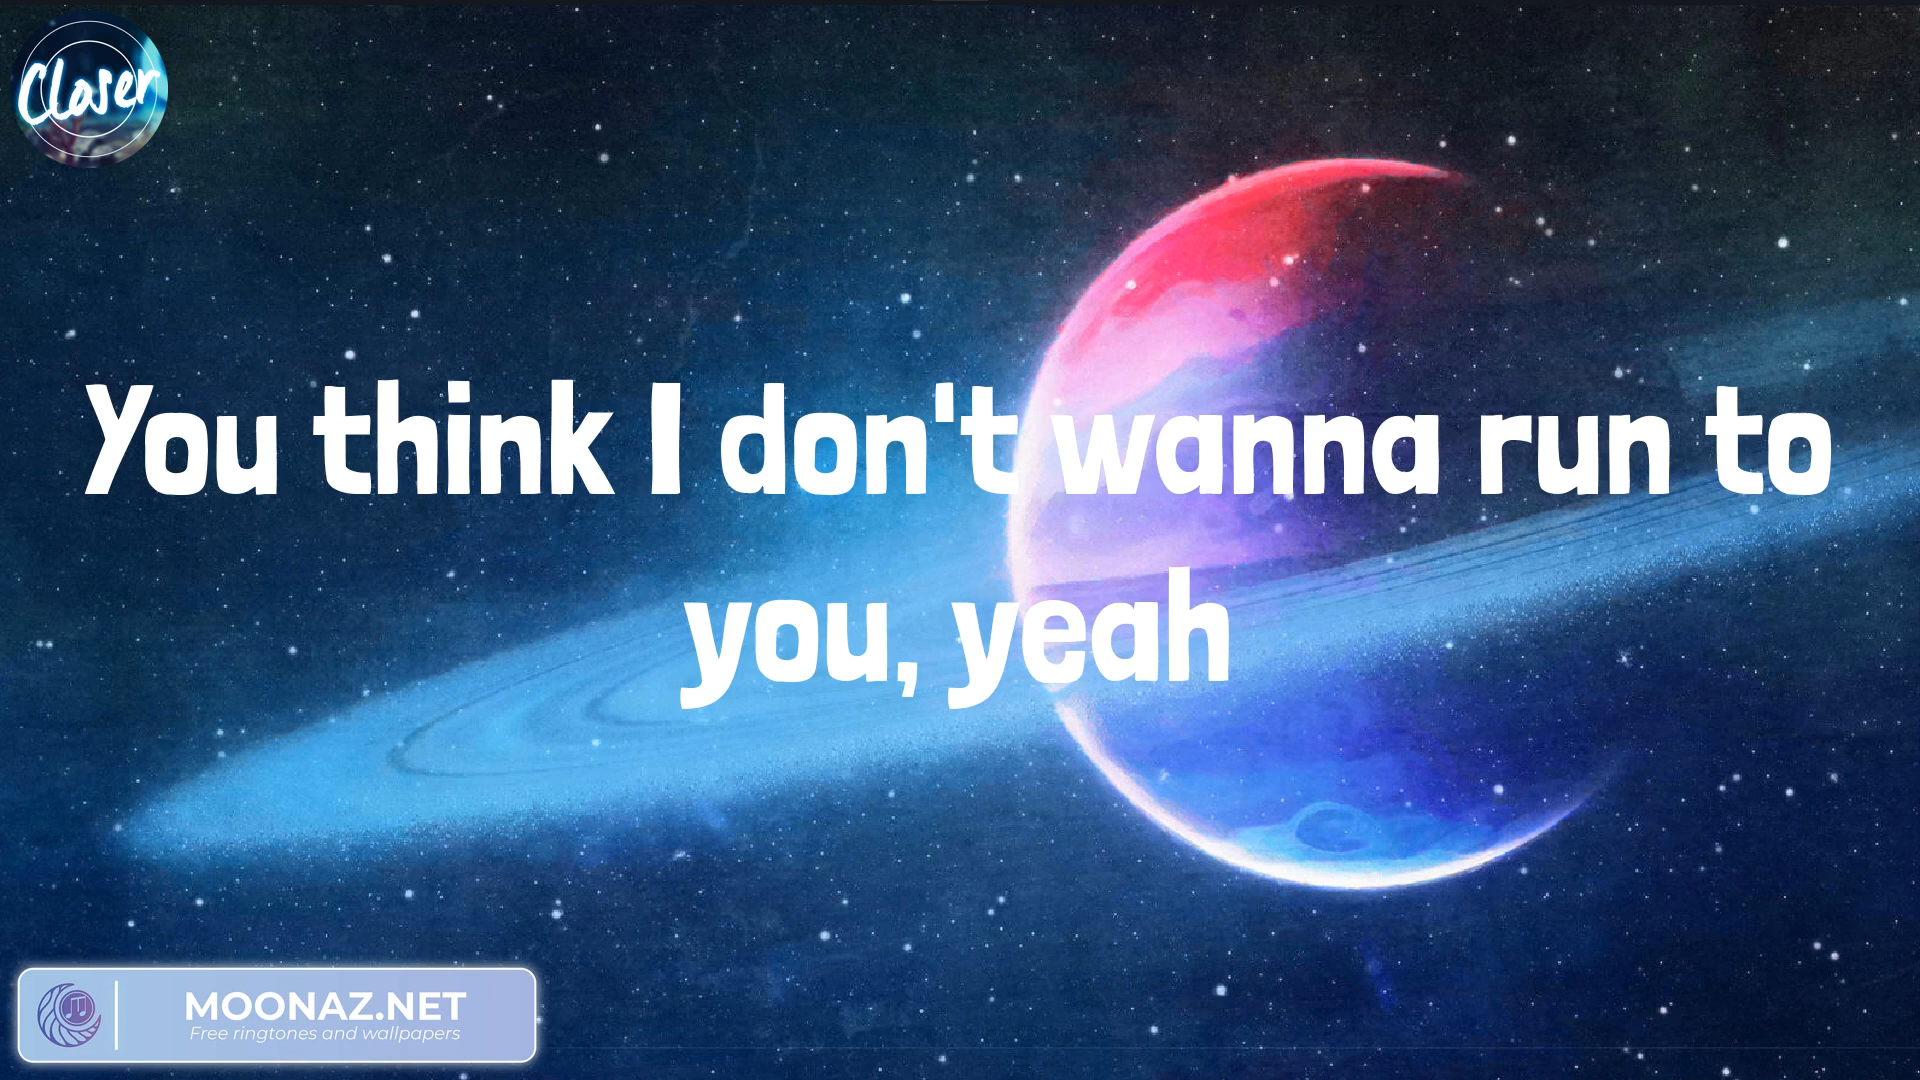 Closer
You think I don't wanna run to
you, yeah
MOONAZ.NET
Free ringtones and wallpapers